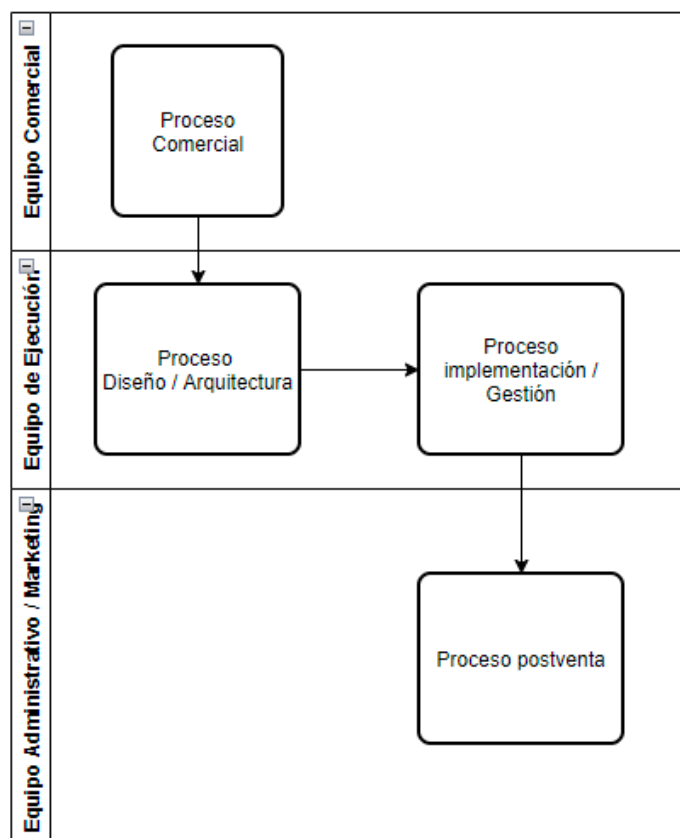 Equipo Comercial
Proceso
Comercial
Equipo de Ejecución
Proceso
Diseño / Arquitectura
Proceso
implementación /
Gestión
Equipo Administrativo / Marketing
Proceso postventa